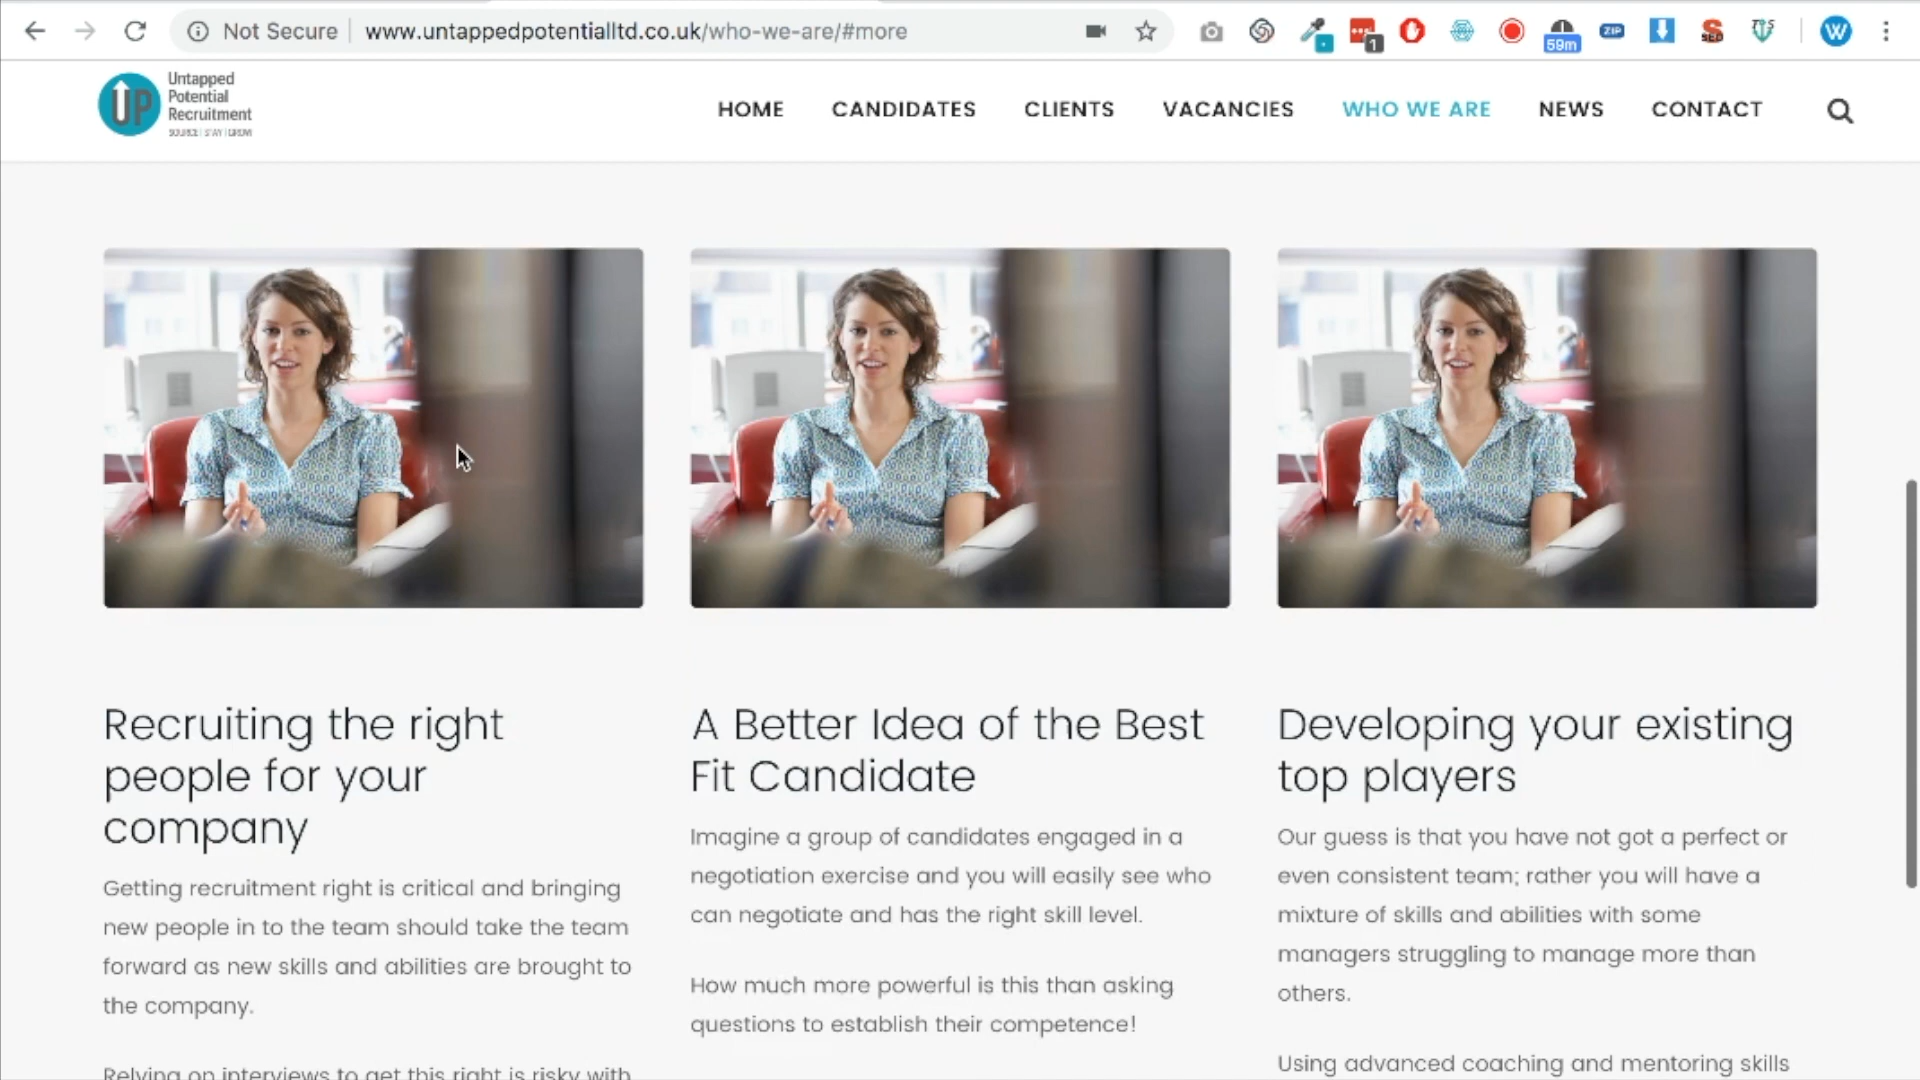 Not Secure
www.untappedpotentialltd.co.uk/who-we-are/#more
1
59m
ZIP
SEO
W
UP
Untapped
Potential
Recruitment
SOURCE | STAY | GROW
HOME
CANDIDATES
CLIENTS
VACANCIES
WHO WE ARE
NEWS
CONTACT
Recruiting the right
people for your
company
Getting recruitment right is critical and bringing
new people in to the team should take the team
forward as new skills and abilities are brought to
the company.
Relying on interviews to get this right is risky with
A Better Idea of the Best
Fit Candidate
Imagine a group of candidates engaged in a
negotiation exercise and you will easily see who
can negotiate and has the right skill level.
How much more powerful is this than asking
questions to establish their competence!
Developing your existing
top players
Our guess is that you have not got a perfect or
even consistent team; rather you will have a
mixture of skills and abilities with some
managers struggling to manage more than
others.
Using advanced coaching and mentoring skills